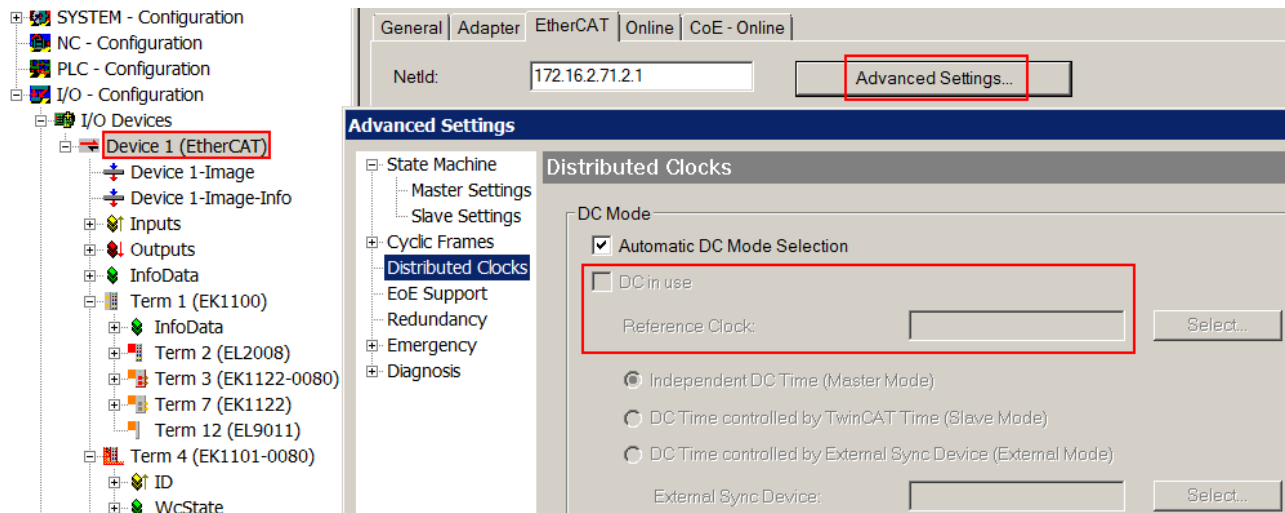 SYSTEM - Configuration
NC - Configuration
PLC - Configuration
I/O - Configuration
I/O Devices
Device 1 (EtherCAT)
Device 1-Image
Device 1-Image-Info
Inputs
Outputs
InfoData
Term 1 (EK1100)
InfoData
Term 2 (EL2008)
Term 3 (EK1122-0080)
Term 7 (EK1122)
Term 12 (EL9011)
Term 4 (EK1101-0080)
ID
WcState
General Adapter EtherCAT Online CoE - Online
NetId: 172.16.2.71.2.1 Advanced Settings...
Advanced Settings
State Machine
Master Settings
Slave Settings
Cyclic Frames
Distributed Clocks
EoE Support
Redundancy
Emergency
Diagnosis
Distributed Clocks
DC Mode
Automatic DC Mode Selection
DC in use
Reference Clock: Select...
Independent DC Time (Master Mode)
DC Time controlled by TwinCAT Time (Slave Mode)
DC Time controlled by External Sync Device (External Mode)
External Sync Device: Select...